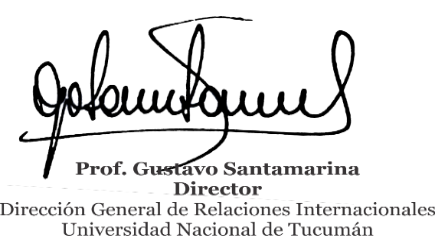 Prof. Gustavo Santamarina
Director
Dirección General de Relaciones Internacionales
Universidad Nacional de Tucumán